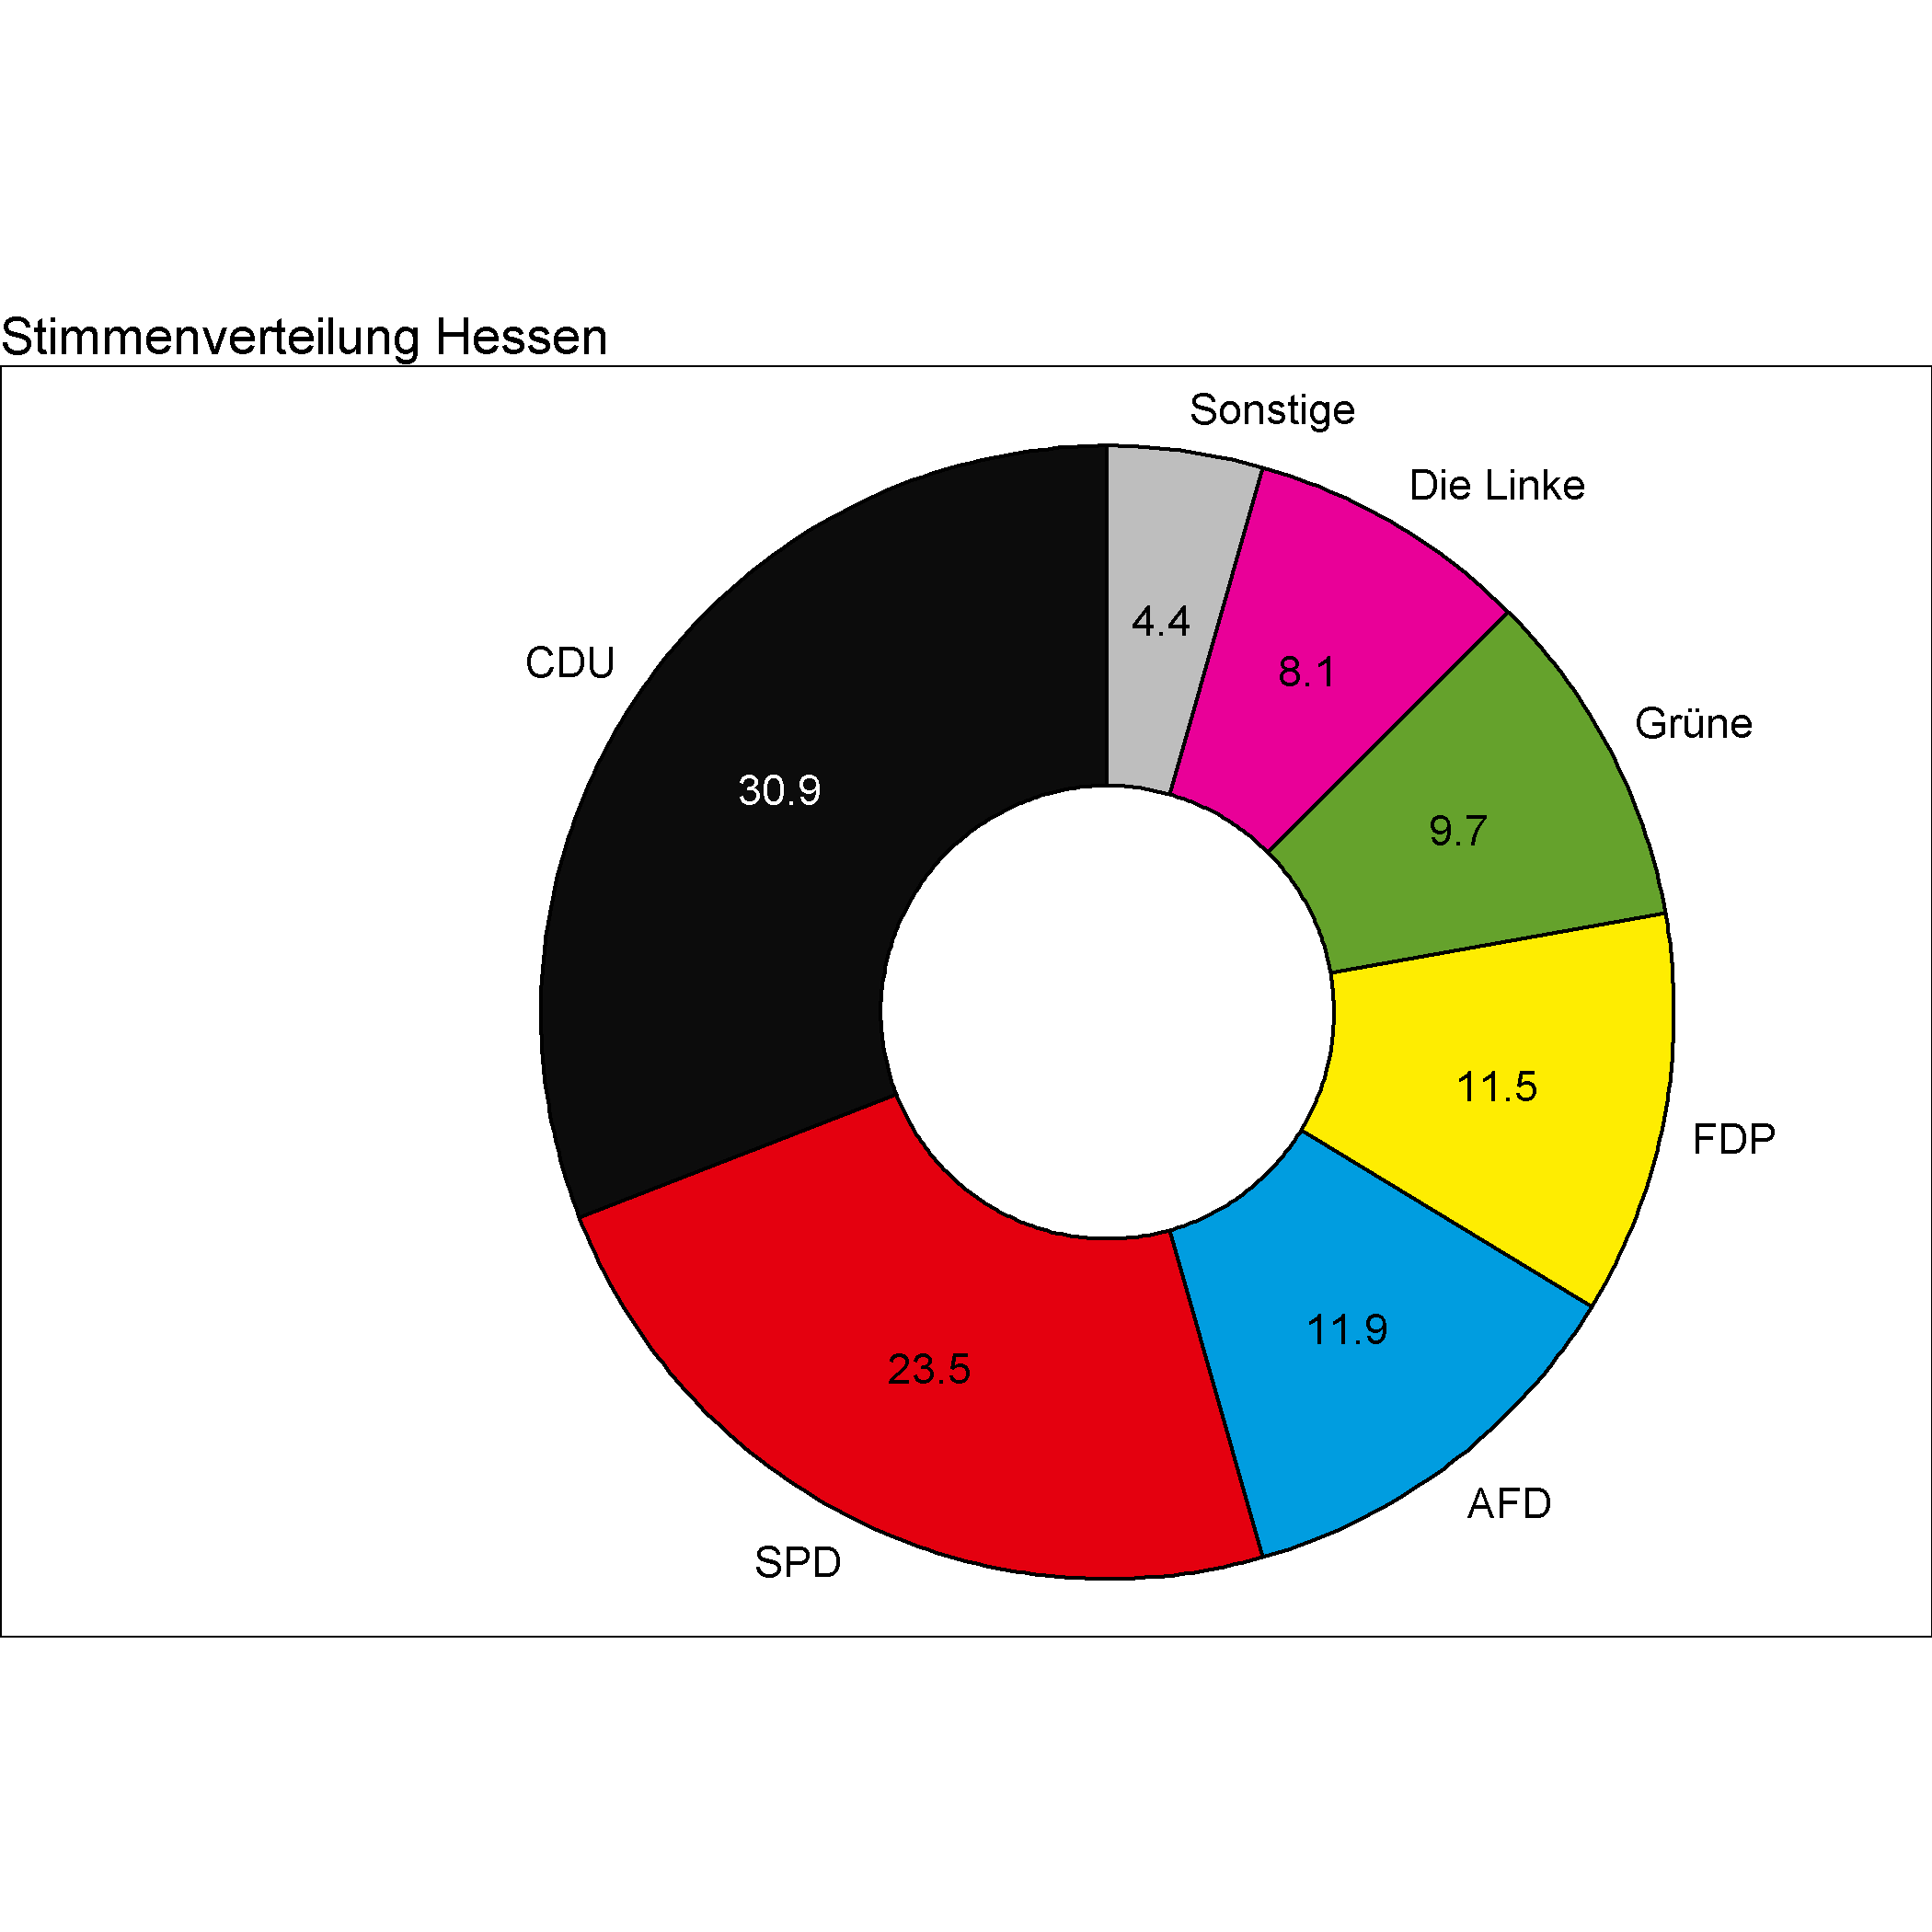 Stimmenverteilung Hessen
Sonstige
Die Linke
4.4
CDU
8.1
Grüne
30.9
9.7
11.5
FDP
11.9
23.5
AFD
SPD